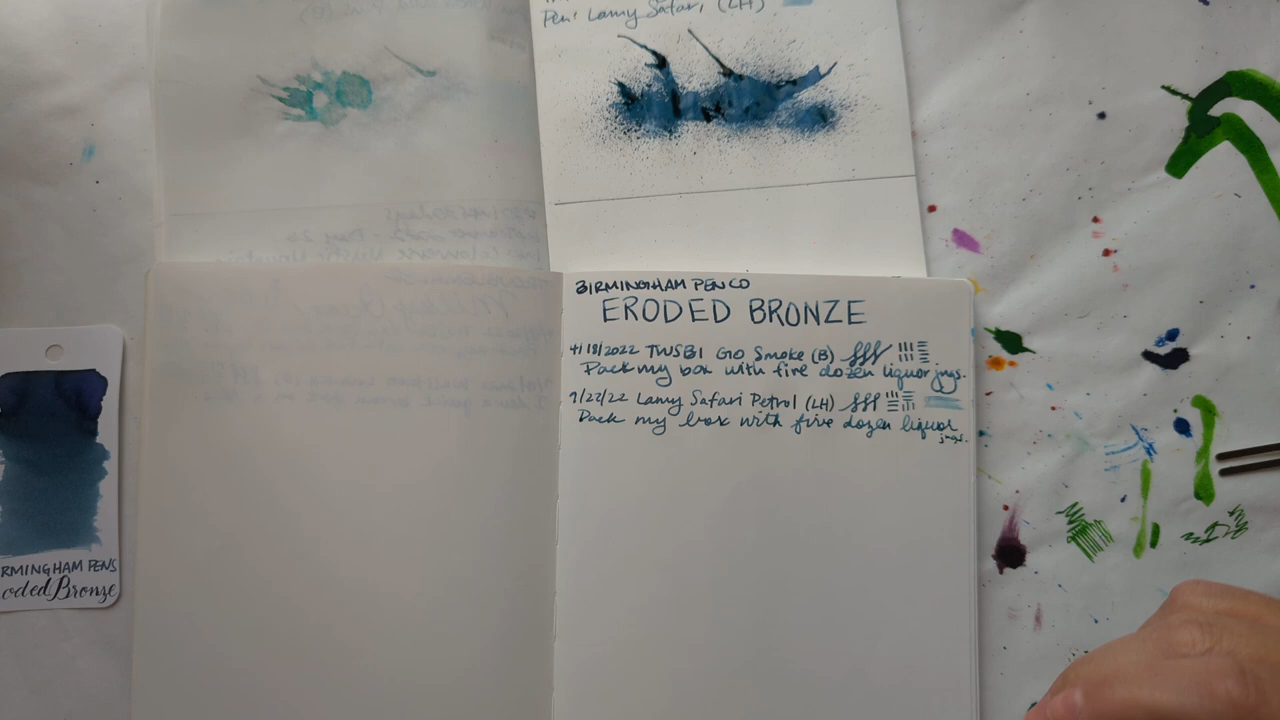 Pen: Lamy Safari (LH)
BIRMINGHAM PEN CO
ERODED BRONZE
4/18/2022 TWSBI GO Smoke (B)
Pack my box with five dozen liquor jugs.
9/22/22 Lamy Safari Petrol (LH)
Pack my box with five dozen liquor
jugs.
RMINGHAM PENS
oded Bronze